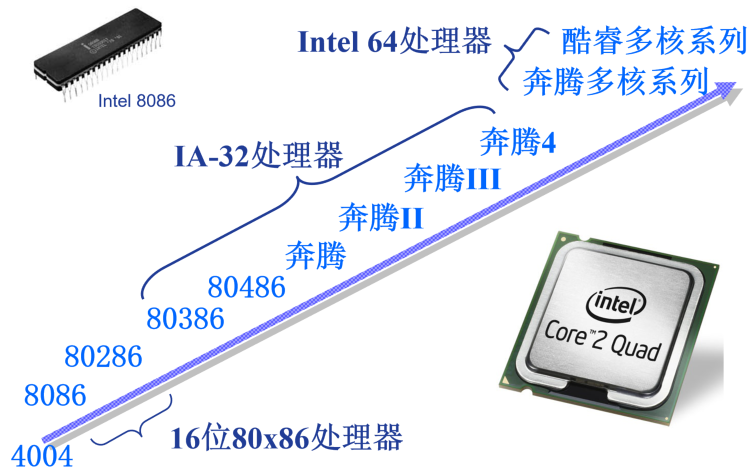 Intel 64处理器
酷睿多核系列
奔腾多核系列
Intel 8086
IA-32处理器
奔腾4
奔腾III
奔腾II
奔腾
80486
80386
80286
8086
4004
16位80x86处理器
intel
Core™2 Quad